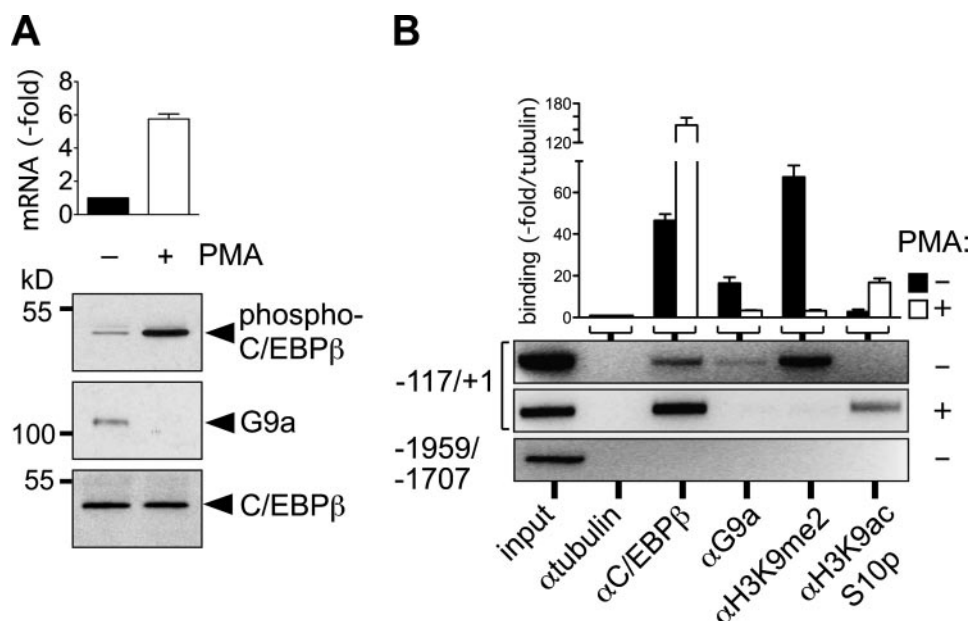 A
mRNA (-fold)
8
6
4
2
0
– + PMA
kD
55
phospho-
C/EBPβ
100
G9a
55
C/EBPβ
B
binding (-fold/tubulin)
180
120
60
40
20
0
PMA:
–
+
-117/+1
–
+
-1959/
-1707
–
input
αtubulin
αC/EBPβ
αG9a
αH3K9me2
αH3K9ac
S10p